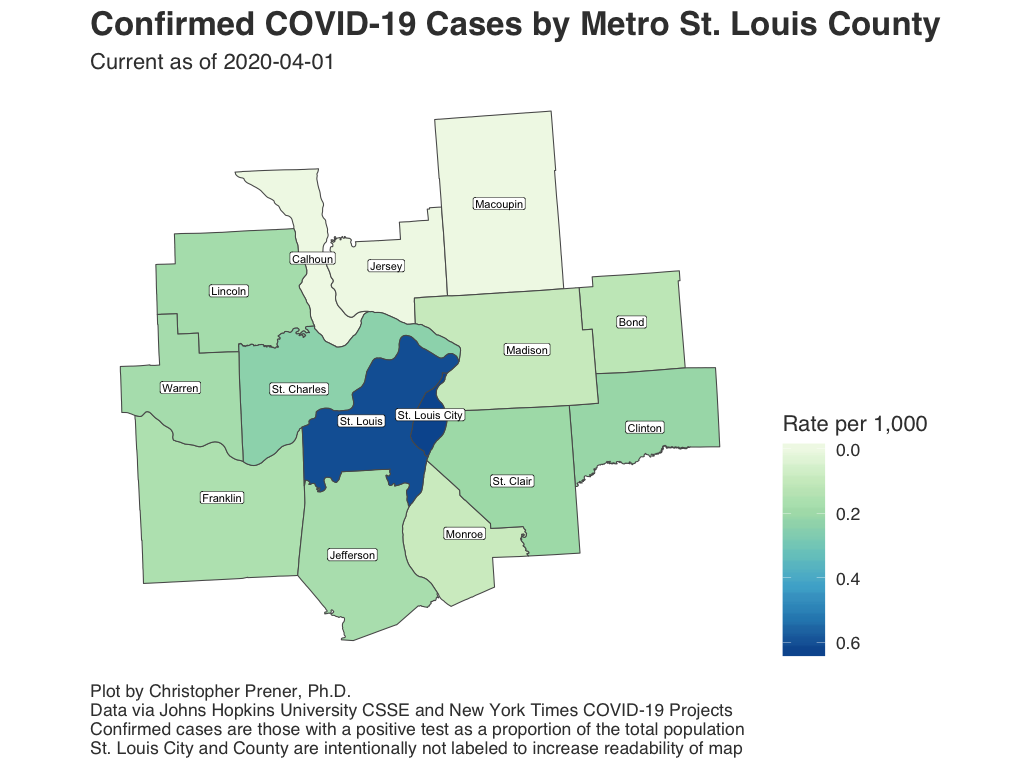 Confirmed COVID-19 Cases by Metro St. Louis County
Current as of 2020-04-01
Macoupin
Calhoun
Jersey
Lincoln
Bond
Madison
Warren
St. Charles
St. Louis City
St. Louis
Clinton
St. Clair
Franklin
Monroe
Jefferson
Rate per 1,000
0.0
0.2
0.4
0.6
Plot by Christopher Prener, Ph.D.
Data via Johns Hopkins University CSSE and New York Times COVID-19 Projects
Confirmed cases are those with a positive test as a proportion of the total population
St. Louis City and County are intentionally not labeled to increase readability of map